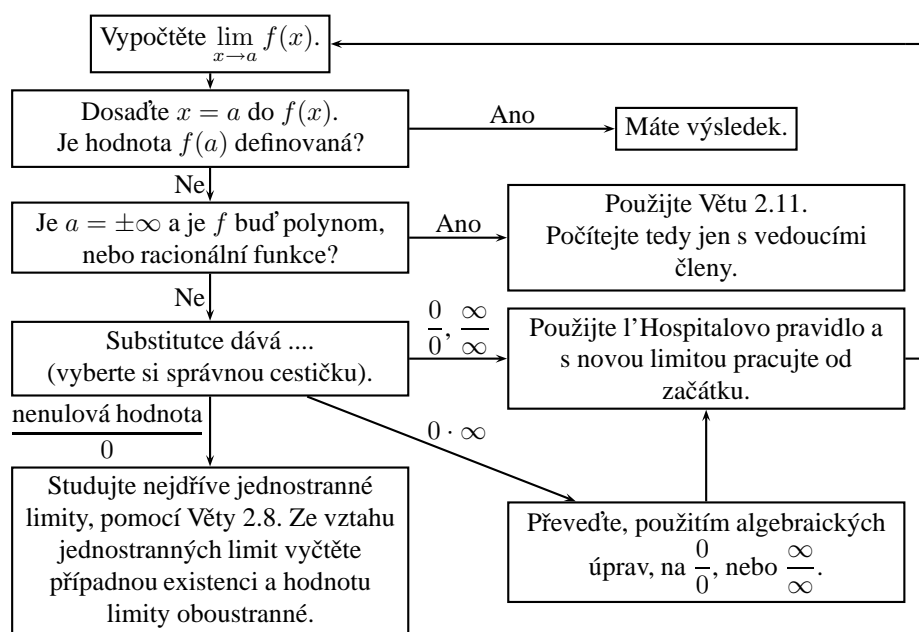 Vypočtěte lim f(x).
x→a
Dosaďte x = a do f(x).
Je hodnota f(a) definovaná?
Ano
Máte výsledek.
Ne
Je a = ±∞ a je f buď polynom,
nebo racionální funkce?
Ano
Použijte Větu 2.11.
Počítejte tedy jen s vedoucími
členy.
Ne
Substitutce dává ....
(vyberte si správnou cestičku).
0/0, ∞/∞
Použijte l'Hospitalovo pravidlo a
s novou limitou pracujte od
začátku.
nenulová hodnota
0
0 · ∞
Studujte nejdříve jednostranné
limity, pomocí Věty 2.8. Ze vztahu
jednostranných limit vyčtěte
případnou existenci a hodnotu
limity oboustranné.
Převeďte, použitím algebraických
úprav, na 0/0, nebo ∞/∞.